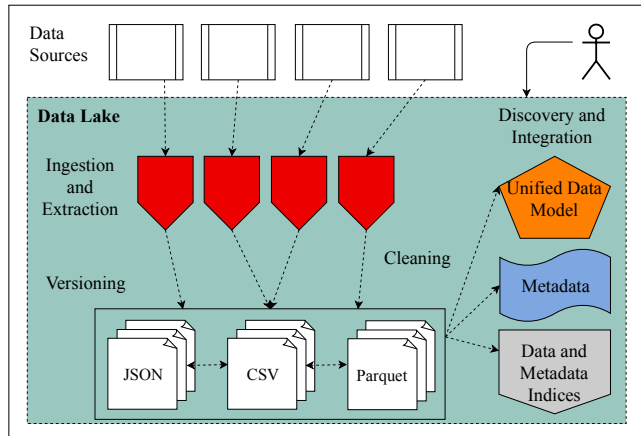 Data
Sources
Data Lake
Discovery and
Integration
Ingestion
and
Extraction
Unified Data
Model
Cleaning
Versioning
Metadata
JSON
CSV
Parquet
Data and
Metadata
Indices